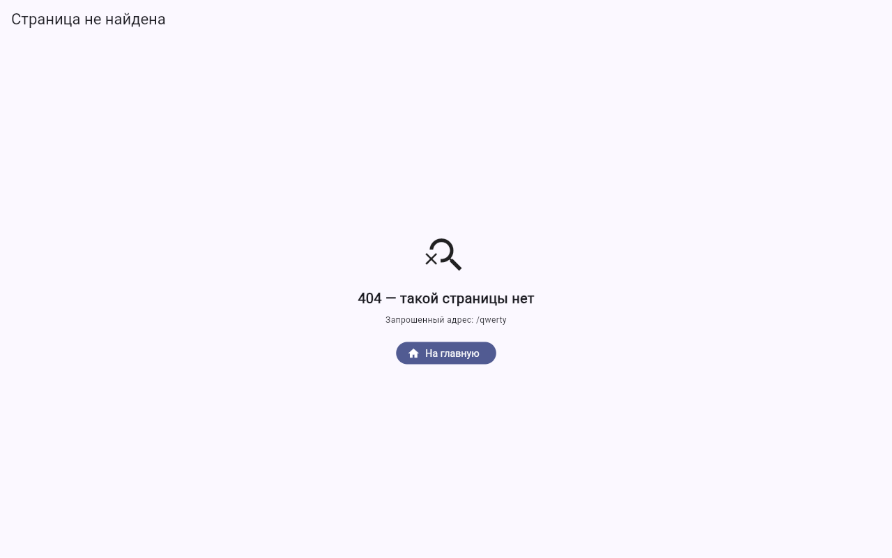 Страница не найдена
404 — такой страницы нет
Запрошенный адрес: /qwerty
На главную